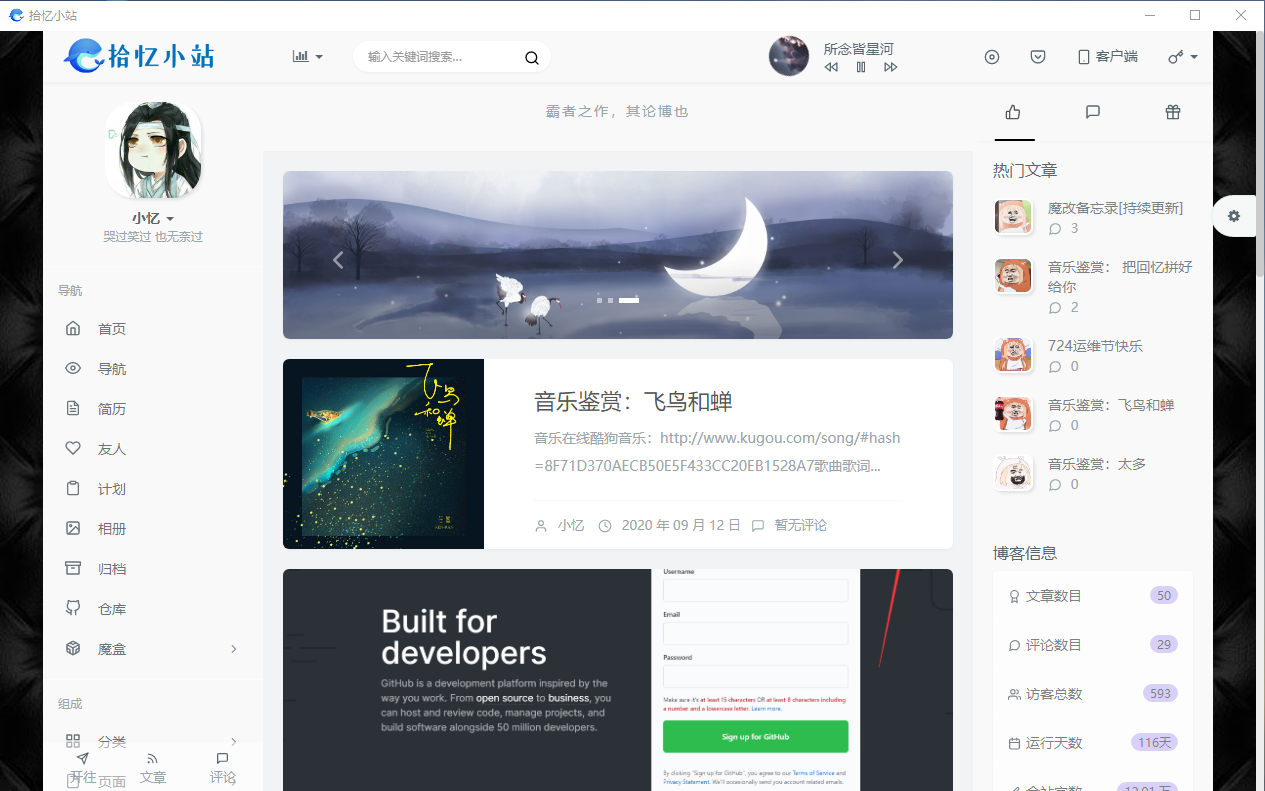 拾忆小站
拾忆小站
输入关键词搜索...
所念皆星河
客户端
霸者之作，其论博也
小忆
哭过笑过 也无奈过
导航
首页
导航
简历
友人
计划
相册
归档
仓库
魔盒
组成
分类
页面
开往
文章
评论
飞鸟和蝉
音乐鉴赏：飞鸟和蝉
音乐在线酷狗音乐：http://www.kugou.com/song/#hash
=8F71D370AECB50E5F433CC20EB1528A7歌曲歌词...
小忆 2020 年 09 月 12 日 暂无评论
Built for
developers
GitHub is a development platform inspired by the
way you work. From open source to business, you
can host and review code, manage projects, and
build software alongside 50 million developers.
Username
Email
Password
Make sure it's at least 15 characters OR at least 8 characters including
a number and a lowercase letter. Learn more.
Sign up for GitHub
By clicking "Sign up for GitHub", you agree to our Terms of Service and
Privacy Statement. We'll occasionally send you account related emails.
热门文章
魔改备忘录[持续更新]
3
音乐鉴赏： 把回忆拼好
给你
2
724运维节快乐
0
音乐鉴赏：飞鸟和蝉
0
音乐鉴赏：太多
0
博客信息
文章数目 50
评论数目 29
访客总数 593
运行天数 116天
全站字数 12.01 万